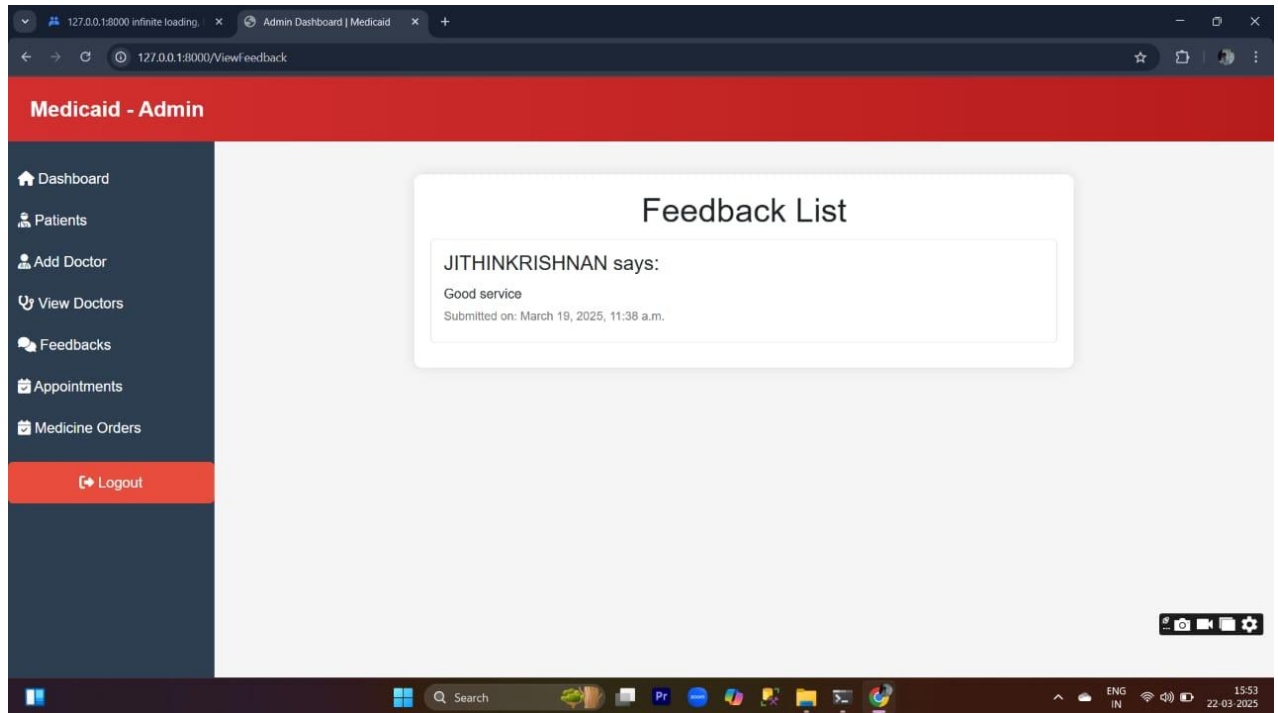 127.0.0.1:8000 infinite loading,
Admin Dashboard | Medicaid
127.0.0.1:8000/ViewFeedback
Medicaid - Admin
Dashboard
Patients
Add Doctor
View Doctors
Feedbacks
Appointments
Medicine Orders
Logout
Feedback List
JITHINKRISHNAN says:
Good service
Submitted on: March 19, 2025, 11:38 a.m.
Search
Pr
zoom
ENG
IN
15:53
22-03-2025